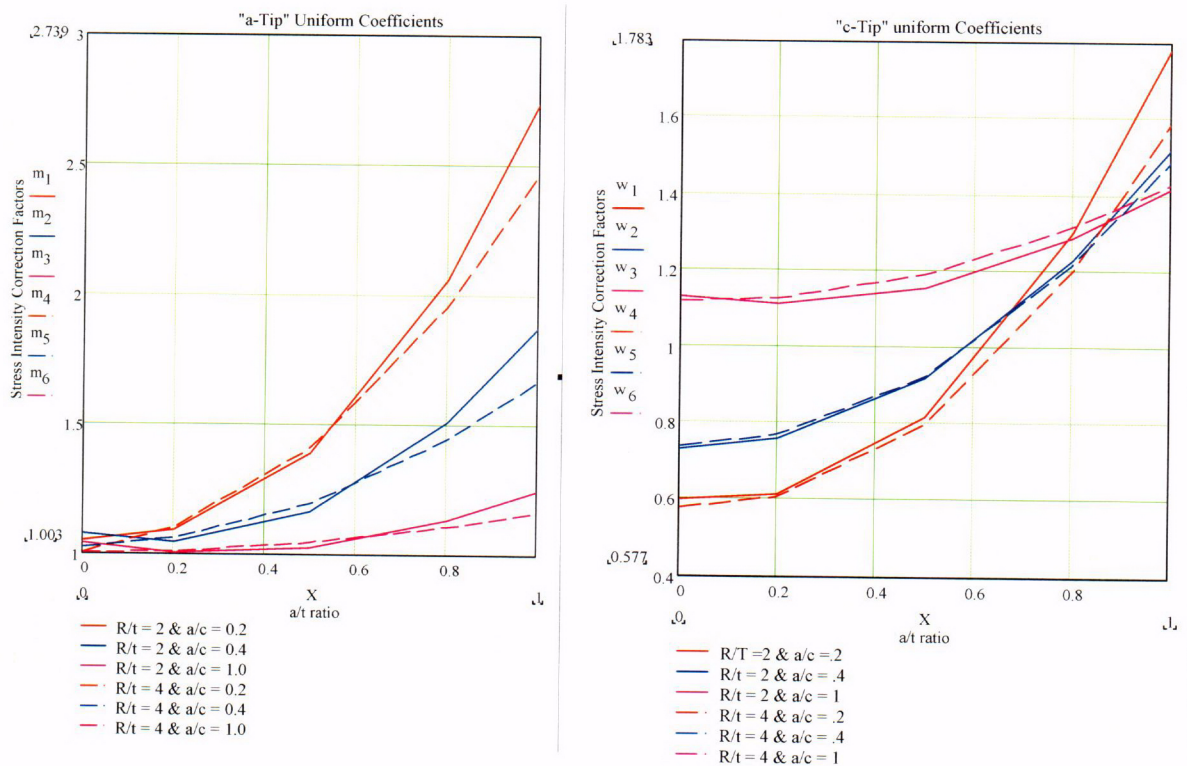 "a-Tip" Uniform Coefficients
2.739
3
2.5
2
1.5
1.003
1
Stress Intensity Correction Factors
m1
m2
m3
m4
m5
m6
0 0.2 0.4 0.6 0.8
0 X 1
a/t ratio
R/t = 2 & a/c = 0.2
R/t = 2 & a/c = 0.4
R/t = 2 & a/c = 1.0
R/t = 4 & a/c = 0.2
R/t = 4 & a/c = 0.4
R/t = 4 & a/c = 1.0
"c-Tip" uniform Coefficients
1.783
1.6
1.4
1.2
1
0.8
0.6
0.577
0.4
Stress Intensity Correction Factors
w1
w2
w3
w4
w5
w6
0 0.2 0.4 0.6 0.8
0 X 1
a/t ratio
R/T =2 & a/c =.2
R/t = 2 & a/c = .4
R/t = 2 & a/c = 1
R/t = 4 & a/c = .2
R/t = 4 & a/c = .4
R/t = 4 & a/c = 1